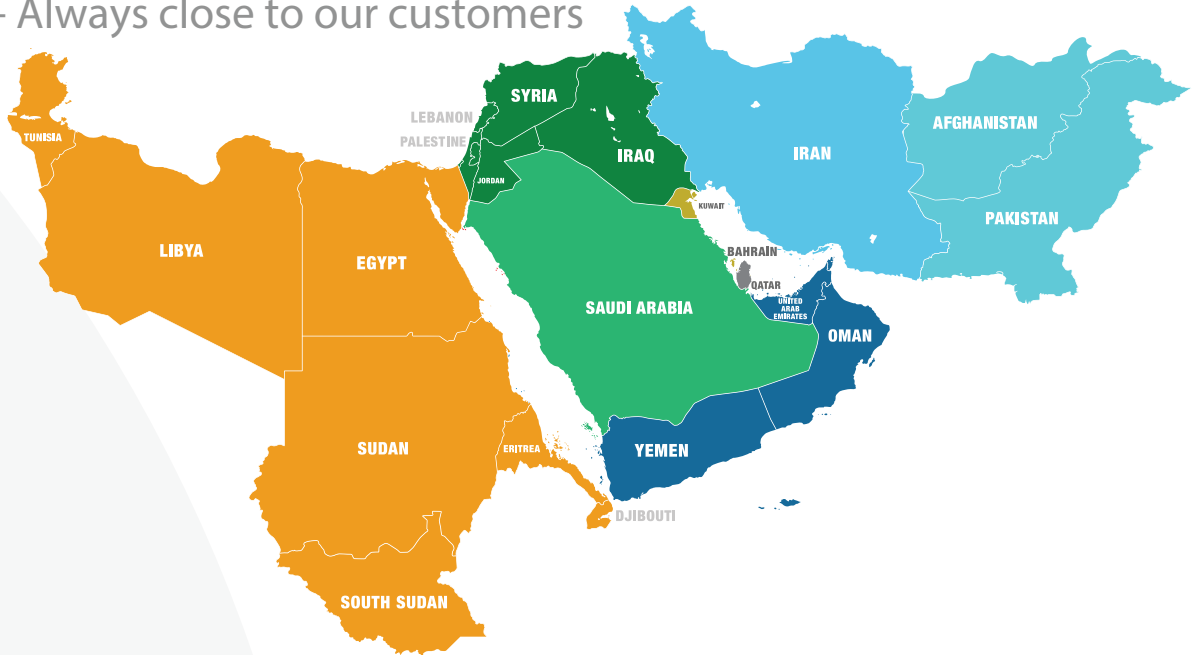 - Always close to our customers
SYRIA
LEBANON
AFGHANISTAN
TUNISIA
PALESTINE
IRAN
IRAQ
JORDAN
KUWAIT
PAKISTAN
LIBYA
BAHRAIN
EGYPT
QATAR
SAUDI ARABIA
UNITED
ARAB
EMIRATES
OMAN
SUDAN
ERITREA
YEMEN
DJIBOUTI
SOUTH SUDAN